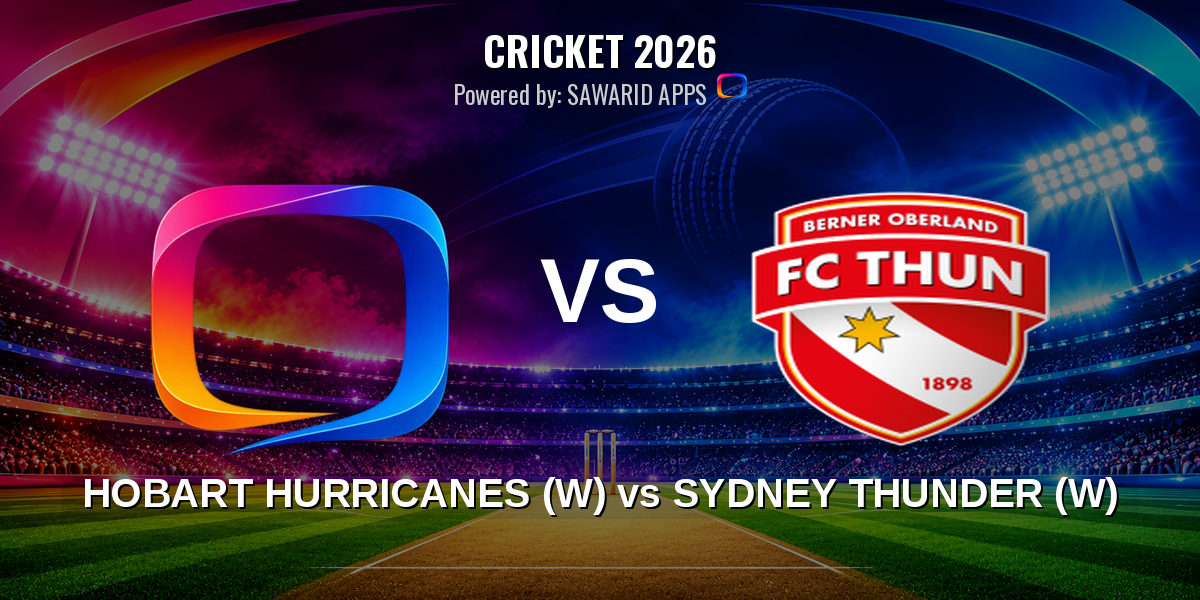 CRICKET 2026
Powered by: SAWARID APPS
BERNER OBERLAND
FC THUN
VS
1898
HOBART HURRICANES (W) vs SYDNEY THUNDER (W)